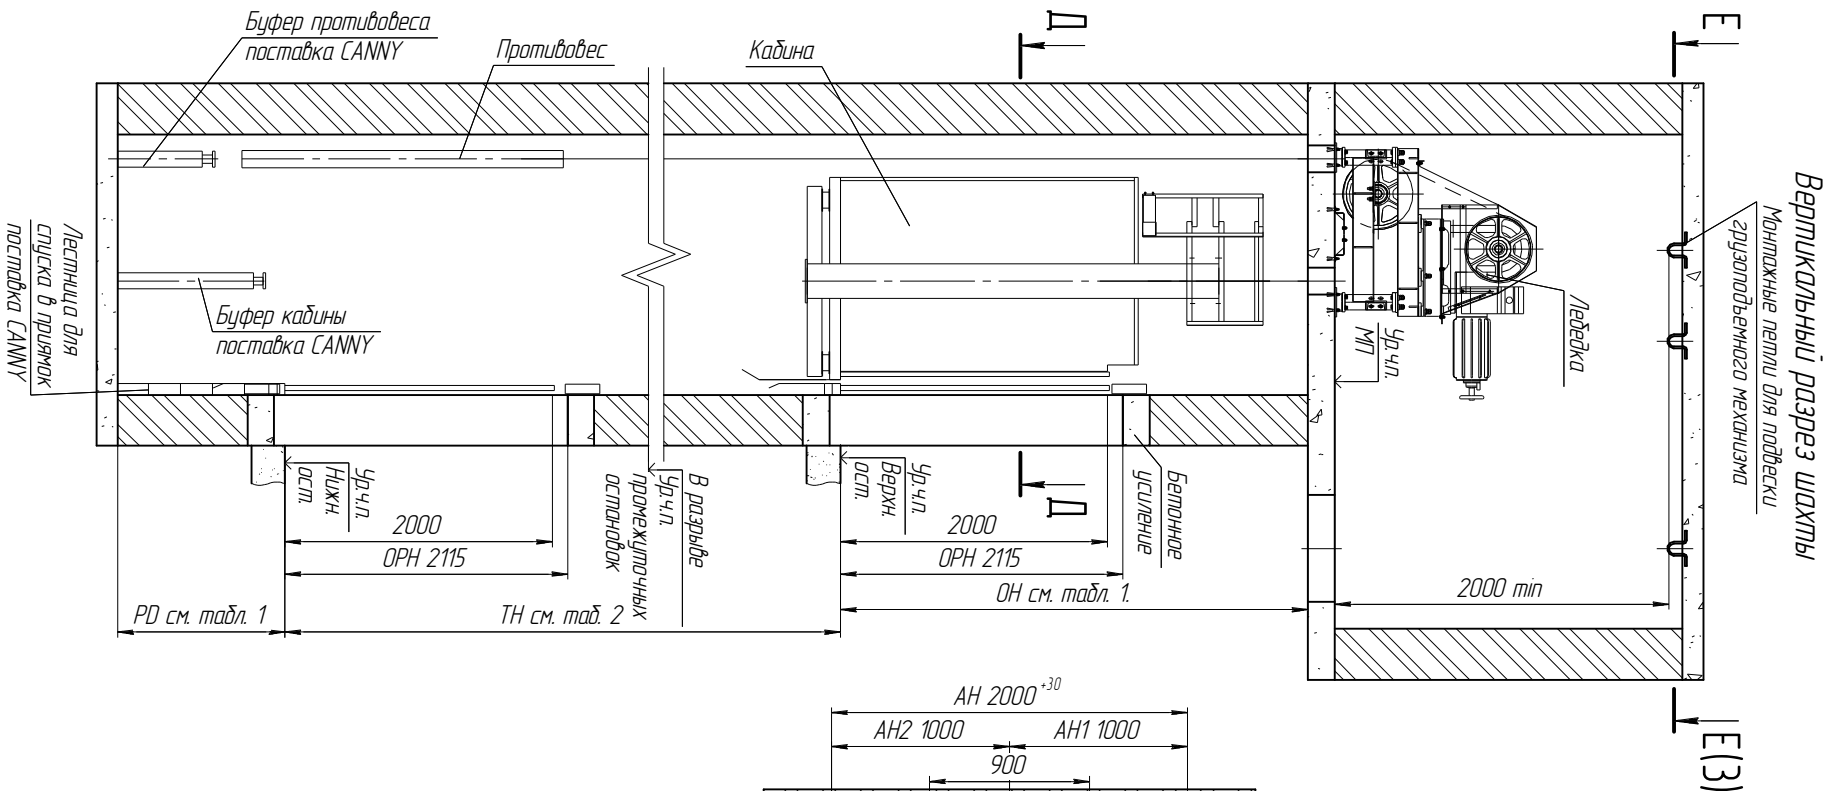 Вертикальный разрез шахты
Монтажные петли для подвески
грузоподъемного механизма
Е
Е(3)
Д
Д
Буфер противовеса
поставка CANNY
Противовес
Кабина
Лебедка
Ур.ч.п.
МП
Буфер кабины
поставка CANNY
Лестница для
спуска в приямок
поставка CANNY
Ур.ч.п.
Нижн.
ост.
В разрыве
Ур.ч.п.
промежуточных
остановок
Ур.ч.п.
Верхн.
ост.
Бетонное
усиление
2000
ОРН 2115
2000
ОРН 2115
PD см. табл. 1
ТН см. таб. 2
ОН см. табл. 1.
2000 min
АН 2000 +30
АН2 1000
АН1 1000
900